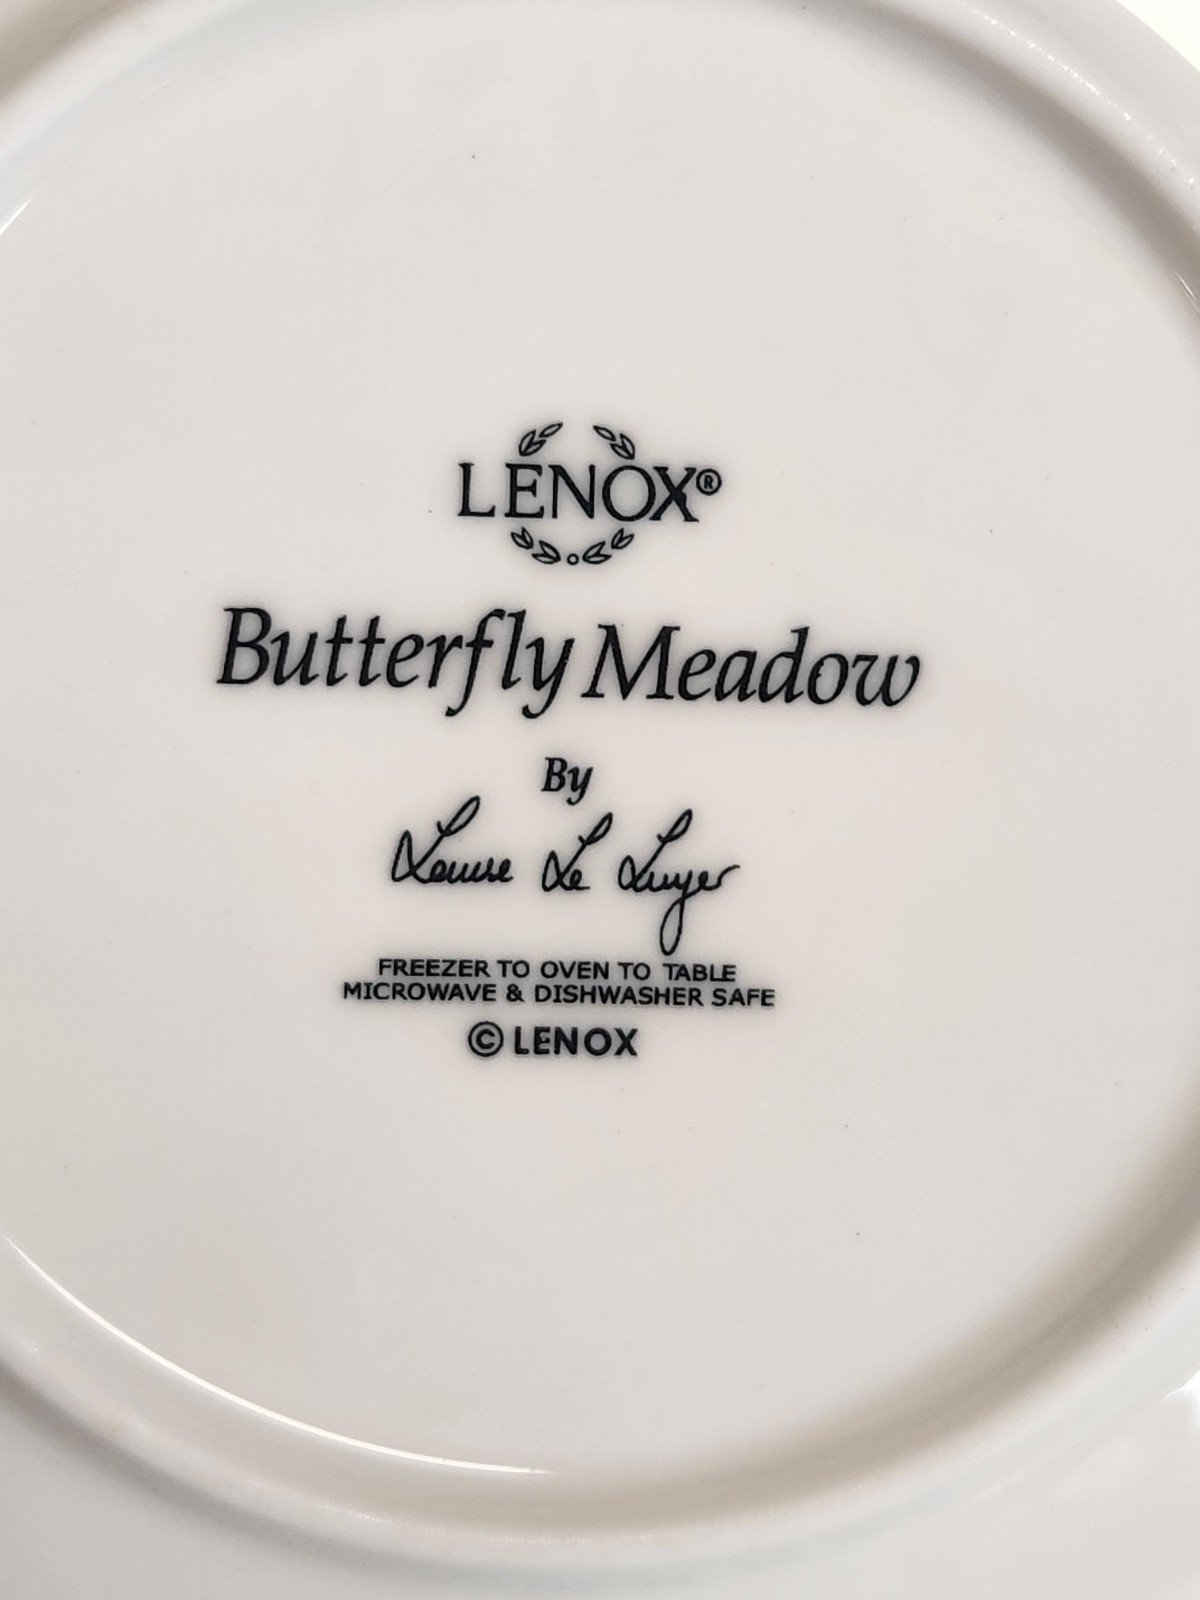 LENOX®
Butterfly Meadow
By
Louise Le Luyer
FREEZER TO OVEN TO TABLE
MICROWAVE & DISHWASHER SAFE
© LENOX